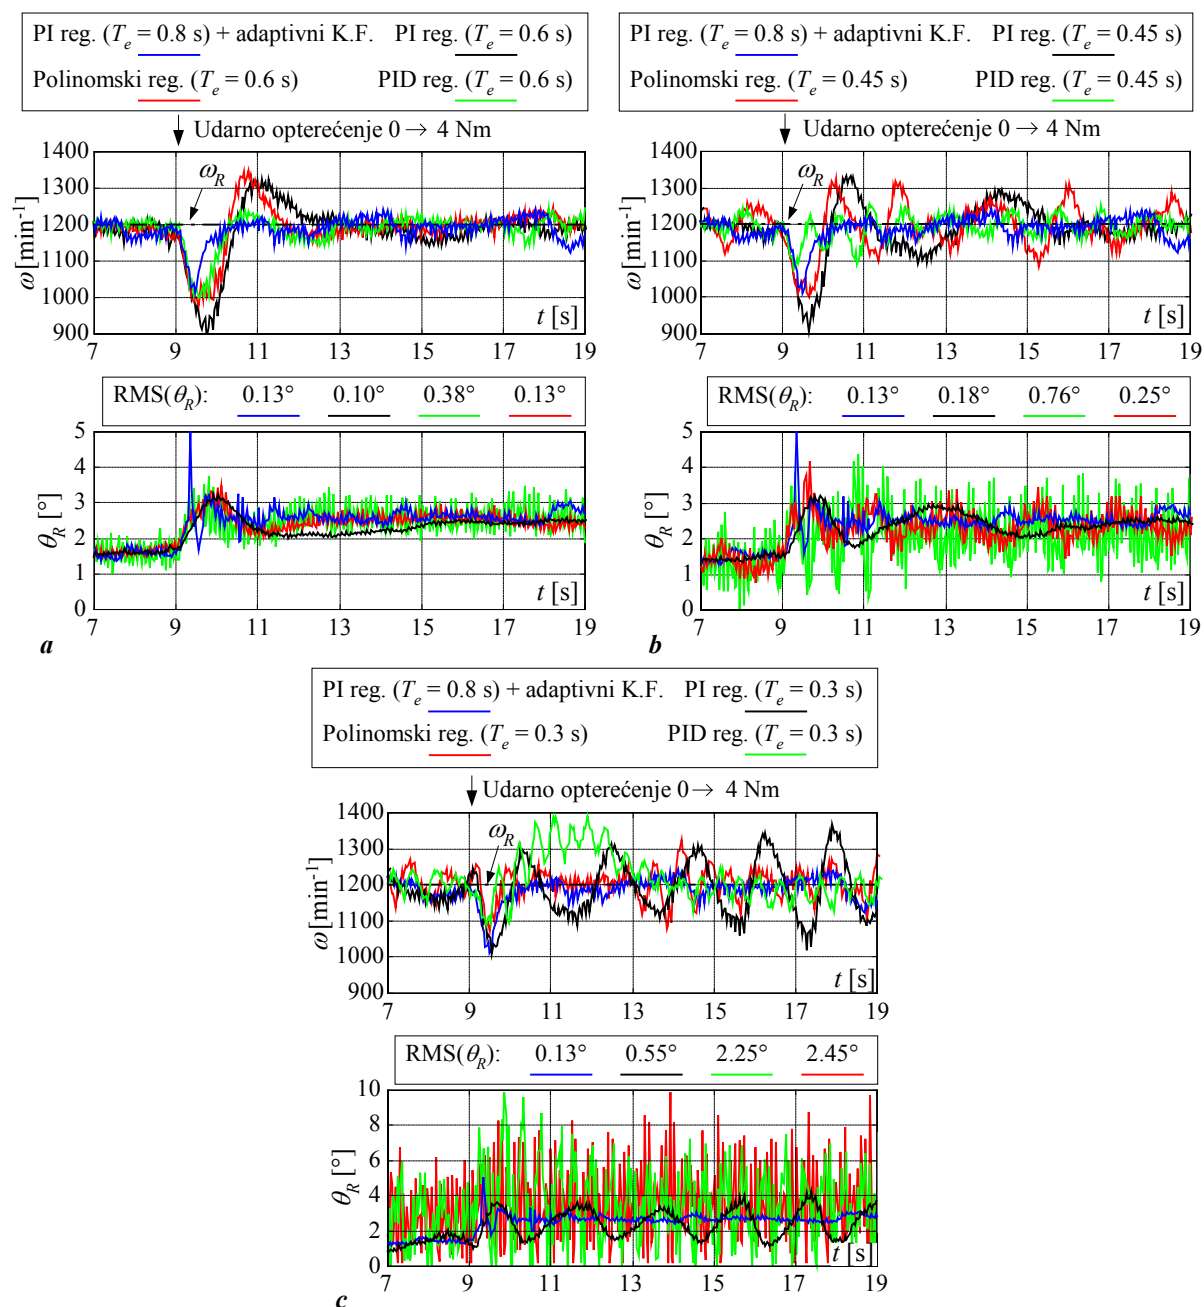 PI reg. (Te = 0.8 s) + adaptivni K.F. PI reg. (Te = 0.6 s)
Polinomski reg. (Te = 0.6 s) PID reg. (Te = 0.6 s)
Udarno opterećenje 0 → 4 Nm
ω [min⁻¹]
1400
1300
1200
1100
1000
900
ωR
t [s]
7 9 11 13 15 17 19
RMS(θR): 0.13° 0.10° 0.38° 0.13°
θR [°]
5
4
3
2
1
0
t [s]
7 9 11 13 15 17 19
a
PI reg. (Te = 0.8 s) + adaptivni K.F. PI reg. (Te = 0.45 s)
Polinomski reg. (Te = 0.45 s) PID reg. (Te = 0.45 s)
Udarno opterećenje 0 → 4 Nm
ω [min⁻¹]
1400
1300
1200
1100
1000
900
ωR
t [s]
7 9 10 13 15 17 19
RMS(θR): 0.13° 0.18° 0.76° 0.25°
θR [°]
5
4
3
2
1
0
t [s]
7 9 10 13 15 17 19
b
PI reg. (Te = 0.8 s) + adaptivni K.F. PI reg. (Te = 0.3 s)
Polinomski reg. (Te = 0.3 s) PID reg. (Te = 0.3 s)
Udarno opterećenje 0 → 4 Nm
ω [min⁻¹]
1400
1300
1200
1100
1000
900
ωR
t [s]
7 9 11 13 15 17 19
RMS(θR): 0.13° 0.55° 2.25° 2.45°
θR [°]
10
8
6
4
2
0
t [s]
7 9 11 13 15 17 19
c